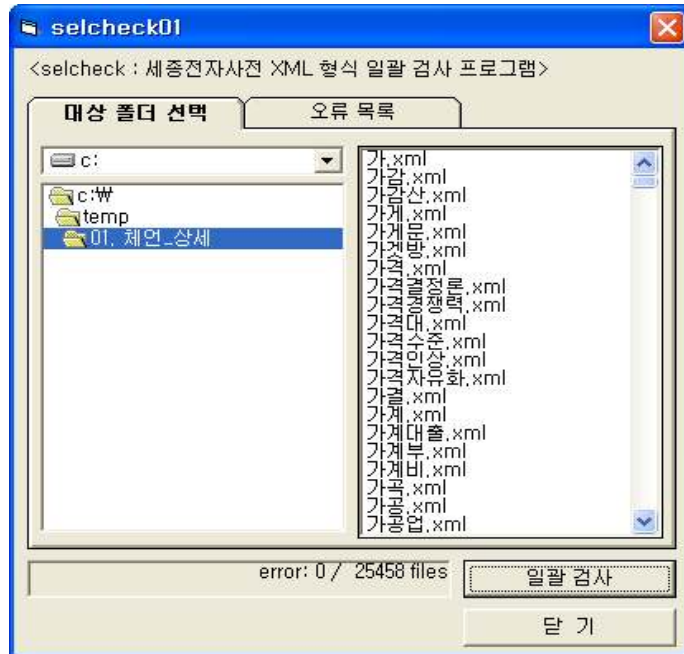 selcheck01
<selcheck : 세종전자사전 XML 형식 일괄 검사 프로그램>
대상 폴더 선택
오류 목록
c:
c:₩
temp
01. 체언_상세
가.xml
가감.xml
가감산.xml
가게.xml
가게문.xml
가겟방.xml
가격.xml
가격결정론.xml
가격경쟁력.xml
가격대.xml
가격수준.xml
가격인상.xml
가격자유화.xml
가결.xml
가계.xml
가계대출.xml
가계부.xml
가계비.xml
가곡.xml
가공.xml
가공업.xml
error: 0 / 25458 files
일괄 검사
닫 기